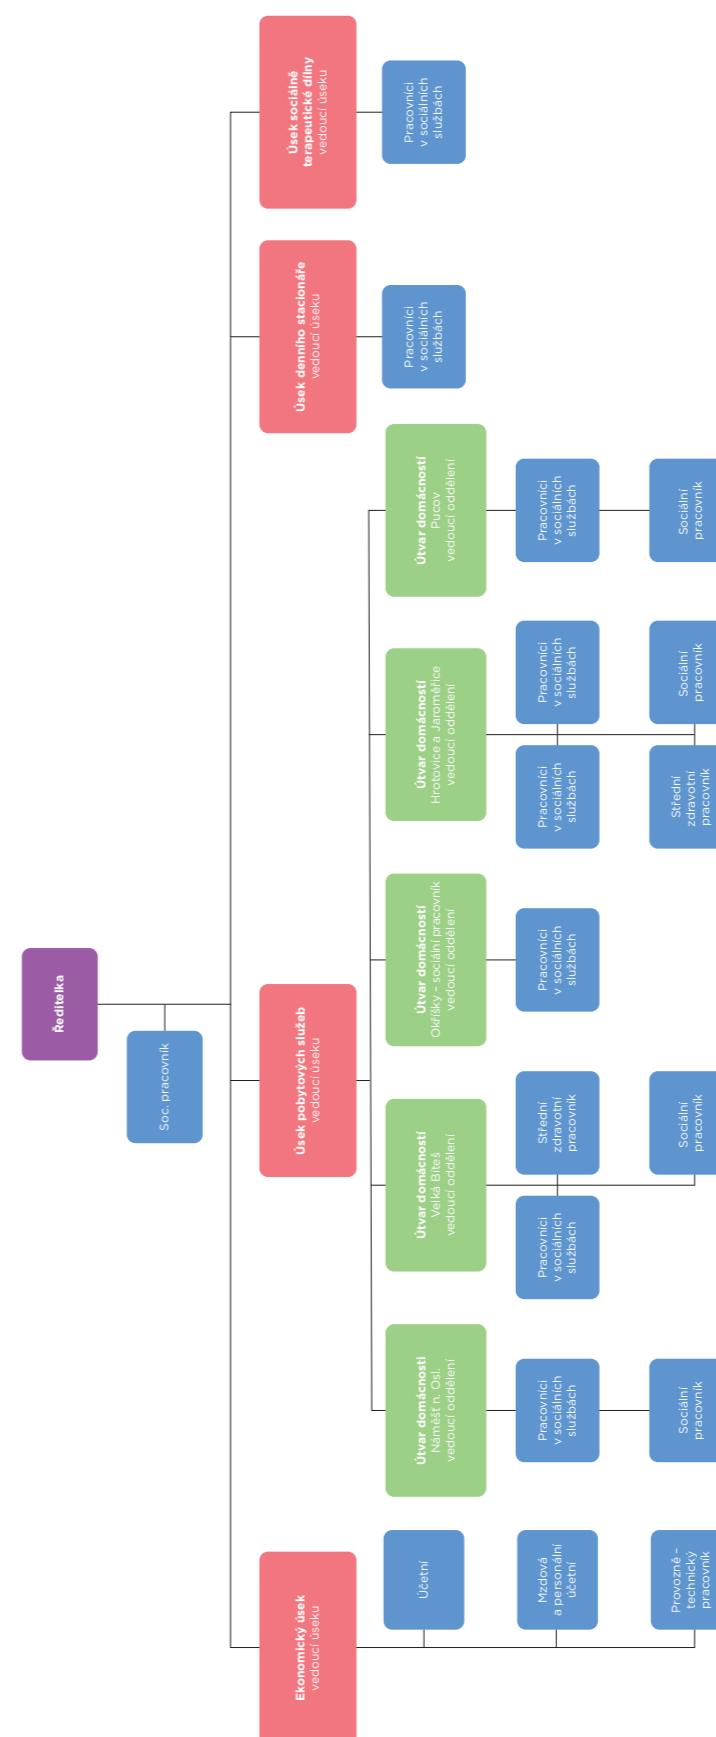 Ředitelka
Soc. pracovník
Ekonomický úsek
vedoucí úseku
Účetní
Mzdová
a personální
účetní
Provozně –
technický
pracovník
Úsek pobytových služeb
vedoucí úseku
Útvar domácností
Náměšť n. Osl.
vedoucí oddělení
Pracovníci
v sociálních
službách
Sociální
pracovník
Útvar domácností
Velká Bíteš
vedoucí oddělení
Pracovníci
v sociálních
službách
Střední
zdravotní
pracovník
Sociální
pracovník
Útvar domácností
Okříšky – sociální pracovník
vedoucí oddělení
Pracovníci
v sociálních
službách
Útvar domácností
Hrotovice a Jaroměřice
vedoucí oddělení
Pracovníci
v sociálních
službách
Pracovníci
v sociálních
službách
Střední
zdravotní
pracovník
Sociální
pracovník
Útvar domácností
Pucov
vedoucí oddělení
Pracovníci
v sociálních
službách
Sociální
pracovník
Úsek denního stacionáře
vedoucí úseku
Pracovníci
v sociálních
službách
Úsek sociálně
terapeutické dílny
vedoucí úseku
Pracovníci
v sociálních
službách